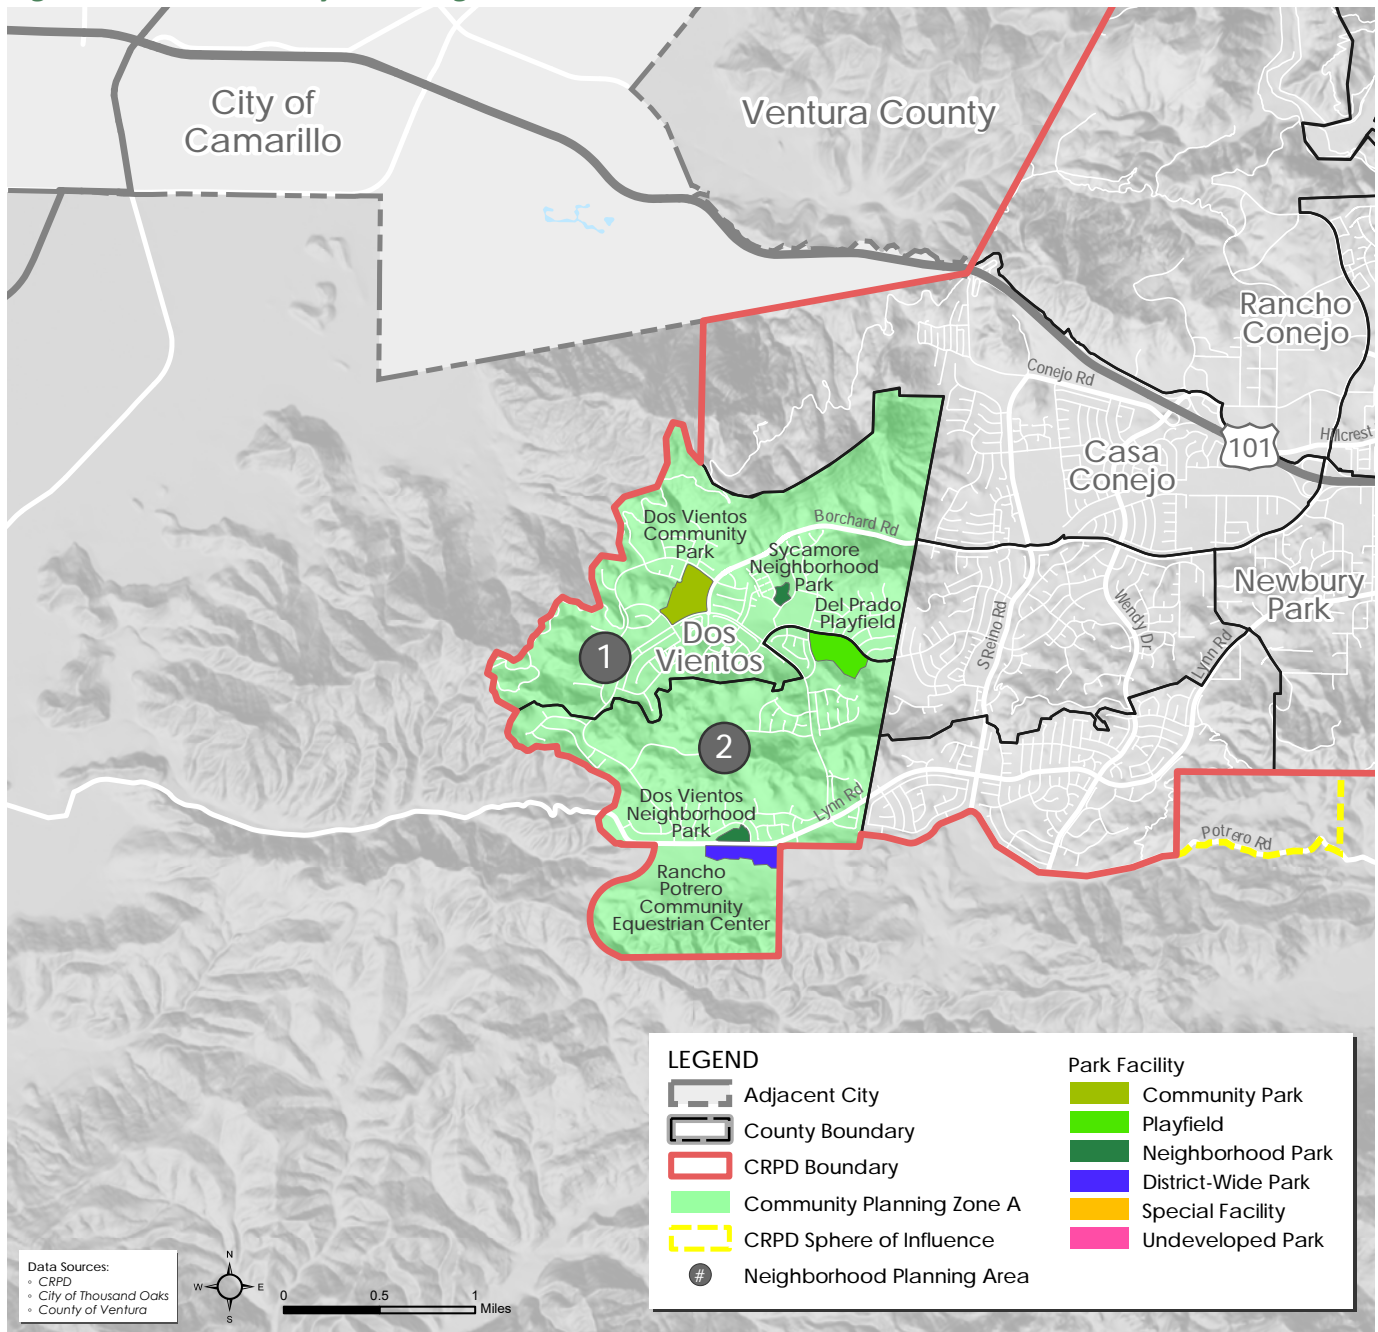 City of
Camarillo
Ventura County
Rancho
Conejo
Conejo Rd
Hillcrest
101
Casa
Conejo
Dos Vientos
Community
Park
Borchard Rd
Sycamore
Neighborhood
Park
Del Prado
Playfield
Newbury
Park
Dos
Vientos
1
S Reino Rd
Wendy Dr
Lynn Rd
2
Dos Vientos
Neighborhood
Park
Lynn Rd
Potrero Rd
Rancho
Potrero
Community
Equestrian Center
LEGEND
Adjacent City
County Boundary
CRPD Boundary
Community Planning Zone A
CRPD Sphere of Influence
# Neighborhood Planning Area
Park Facility
Community Park
Playfield
Neighborhood Park
District-Wide Park
Special Facility
Undeveloped Park
Data Sources:
◦ CRPD
◦ City of Thousand Oaks
◦ County of Ventura
N
W E
S
0 0.5 1
Miles